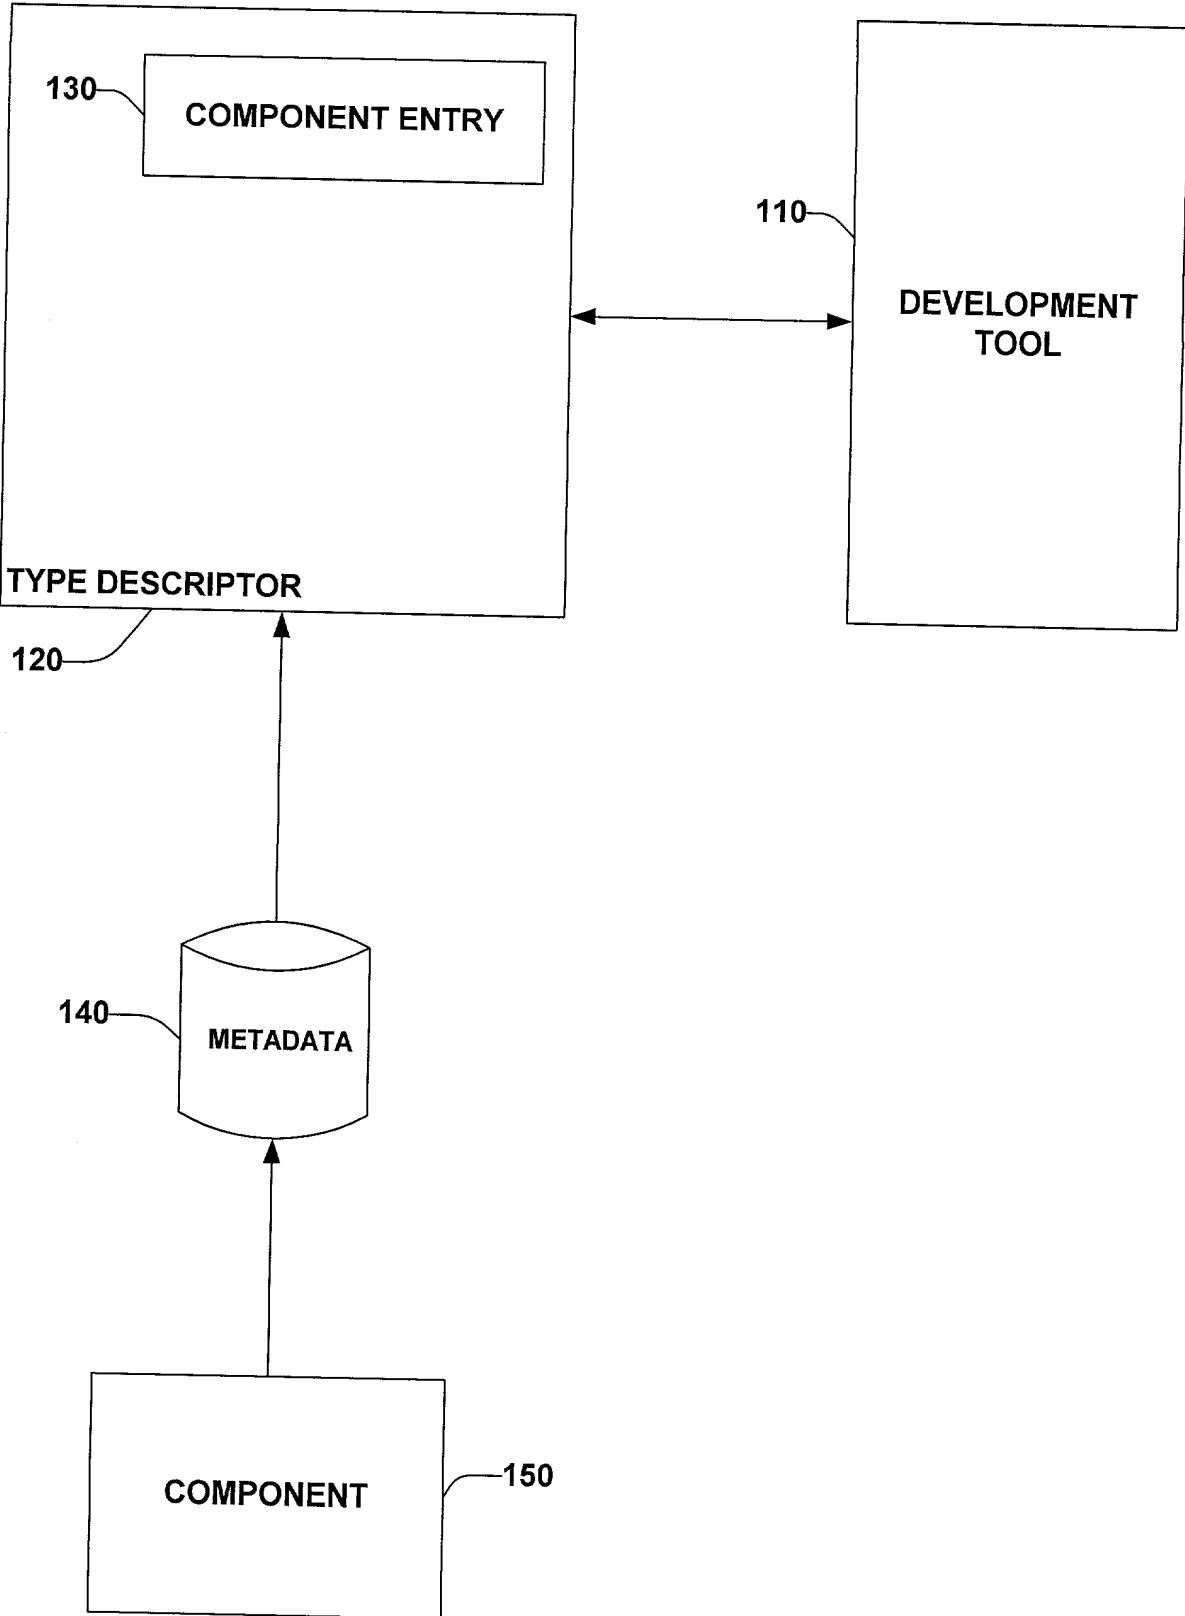 130
COMPONENT ENTRY
110
DEVELOPMENT
TOOL
TYPE DESCRIPTOR
120
140
METADATA
150
COMPONENT